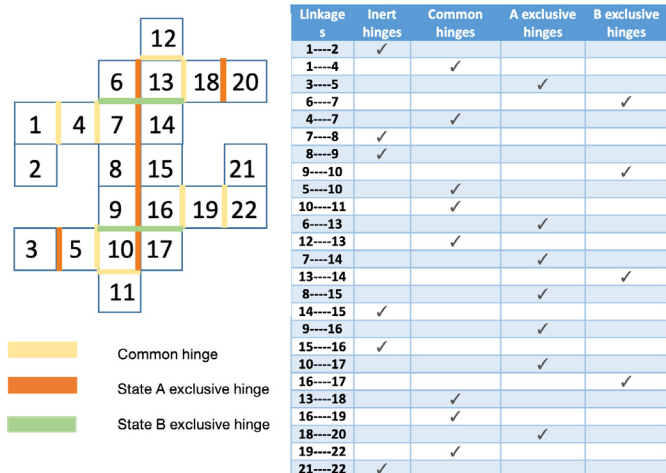 12
6 13 18 20
1 4 7 14
2 8 15 21
9 16 19 22
3 5 10 17
11
Common hinge
State A exclusive hinge
State B exclusive hinge
Linkage Inert Common A exclusive B exclusive
s hinges hinges hinges hinges
1----2 ✓
1----4 ✓
3----5 ✓
6----7 ✓
4----7 ✓
7----8 ✓
8----9 ✓
9----10 ✓
5----10 ✓
10----11 ✓
6----13 ✓
12----13 ✓
7----14 ✓
13----14 ✓
8----15 ✓
14----15 ✓
9----16 ✓
15----16 ✓
10----17 ✓
16----17 ✓
13----18 ✓
16----19 ✓
18----20 ✓
19----22 ✓
21----22 ✓